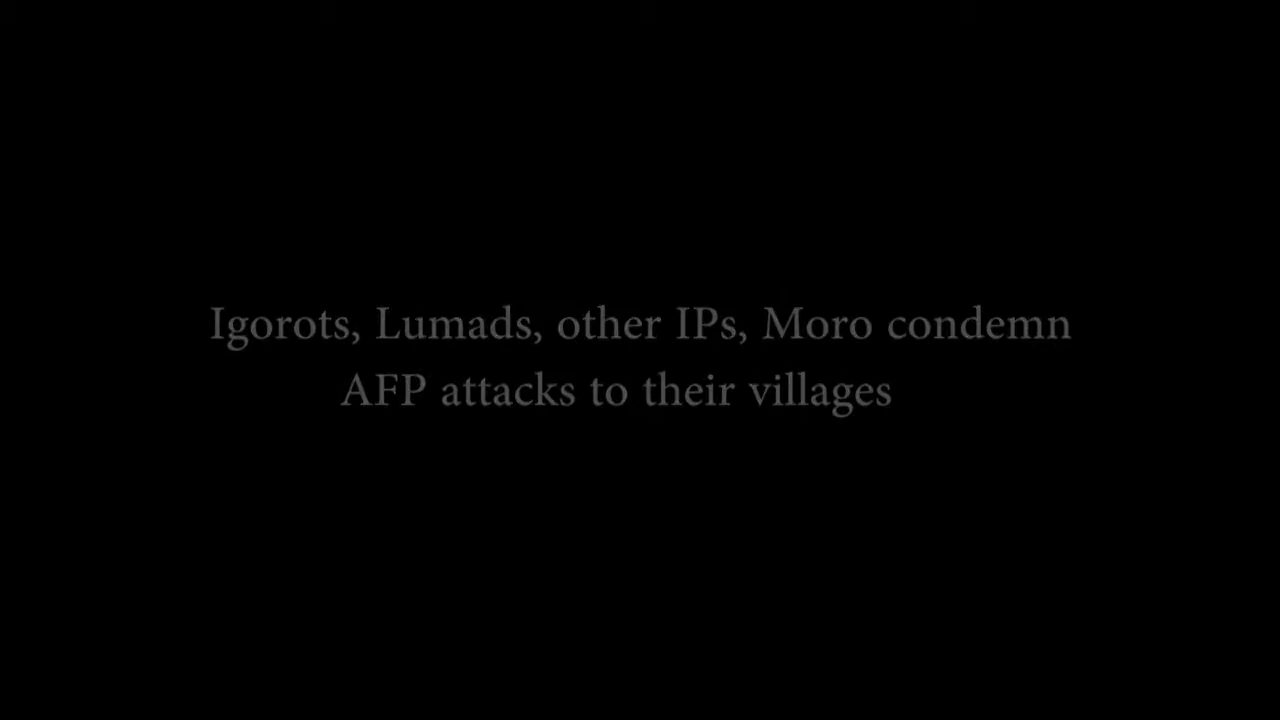 Igorots, Lumads, other IPs, Moro condemn
AFP attacks to their villages